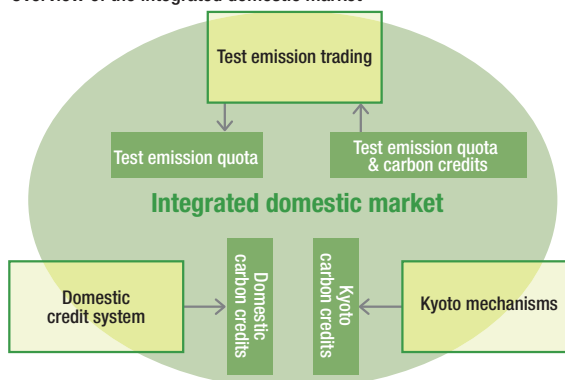 Overview of the integrated domestic market
Test emission trading
Test emission quota
Test emission quota
& carbon credits
Integrated domestic market
Domestic
carbon credits
Kyoto
carbon credits
Domestic
credit system
Kyoto mechanisms